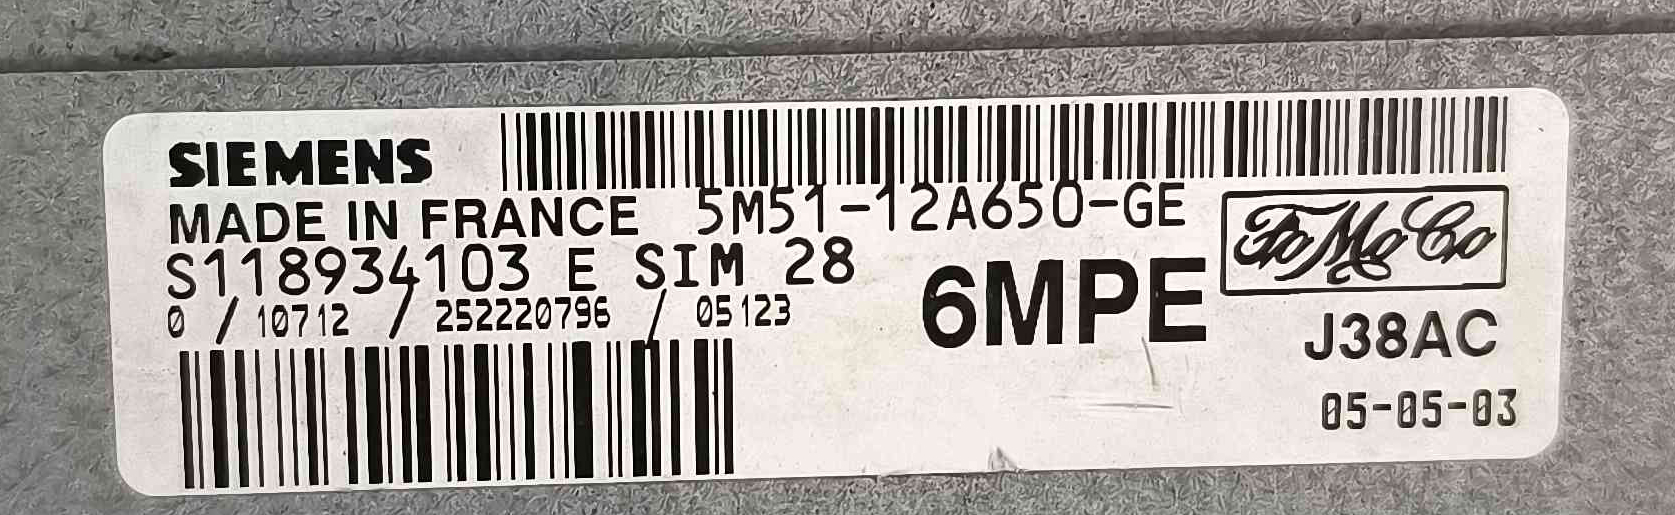 SIEMENS
MADE IN FRANCE 5M51-12A650-GE
S118934103 E SIM 28
0 / 10712 / 252220796 / 05123
6MPE
FoMoCo
J38AC
05-05-03